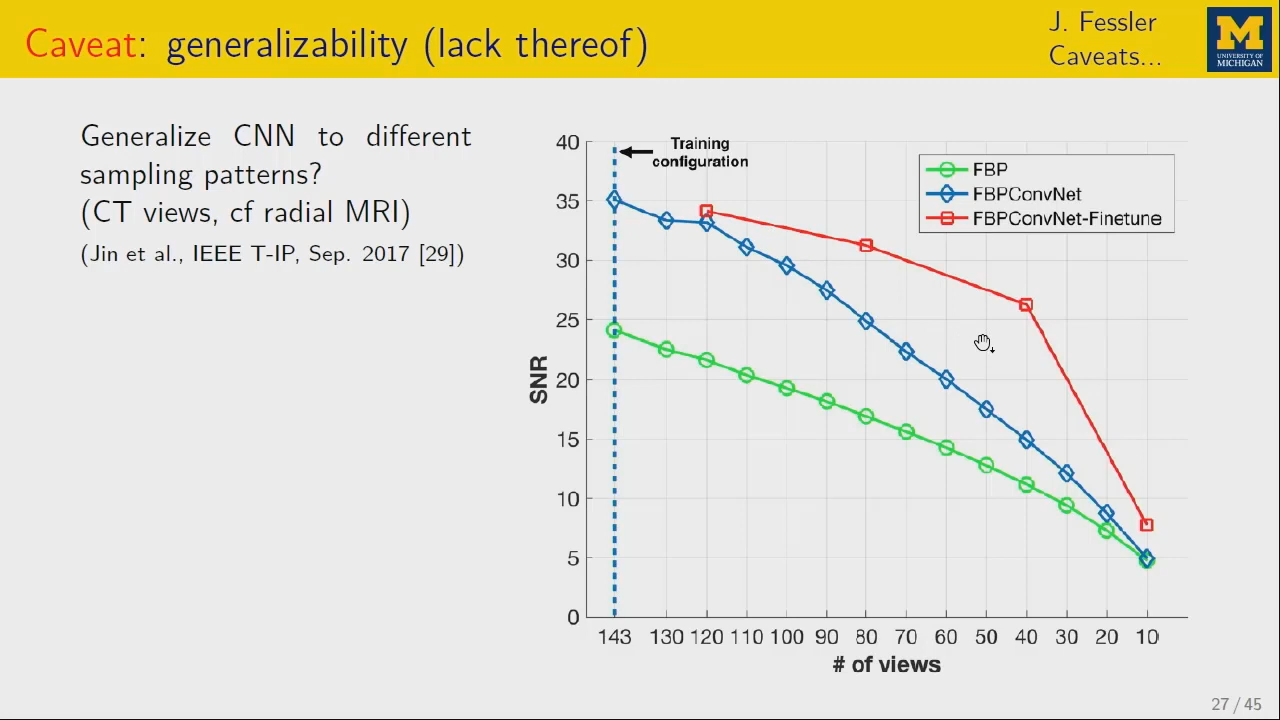 Caveat: generalizability (lack thereof)
J. Fessler
Caveats...
M
UNIVERSITY OF
MICHIGAN
Generalize CNN to different
sampling patterns?
(CT views, cf radial MRI)
(Jin et al., IEEE T-IP, Sep. 2017 [29])
Training
configuration
FBP
FBPConvNet
FBPConvNet-Finetune
SNR
40
35
30
25
20
15
10
5
0
143 130 120 110 100 90 80 70 60 50 40 30 20 10
# of views
27 / 45